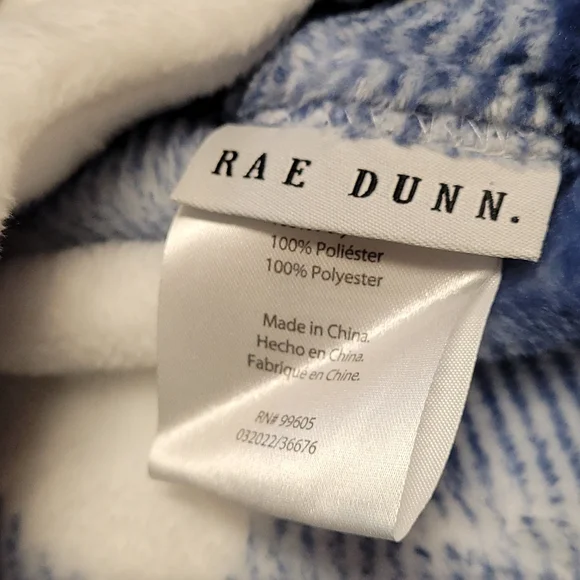 RAE DUNN.
100% Poliéster
100% Polyester
Made in China.
Hecho en China.
Fabriqué en Chine.
RN# 99605
032022/36676